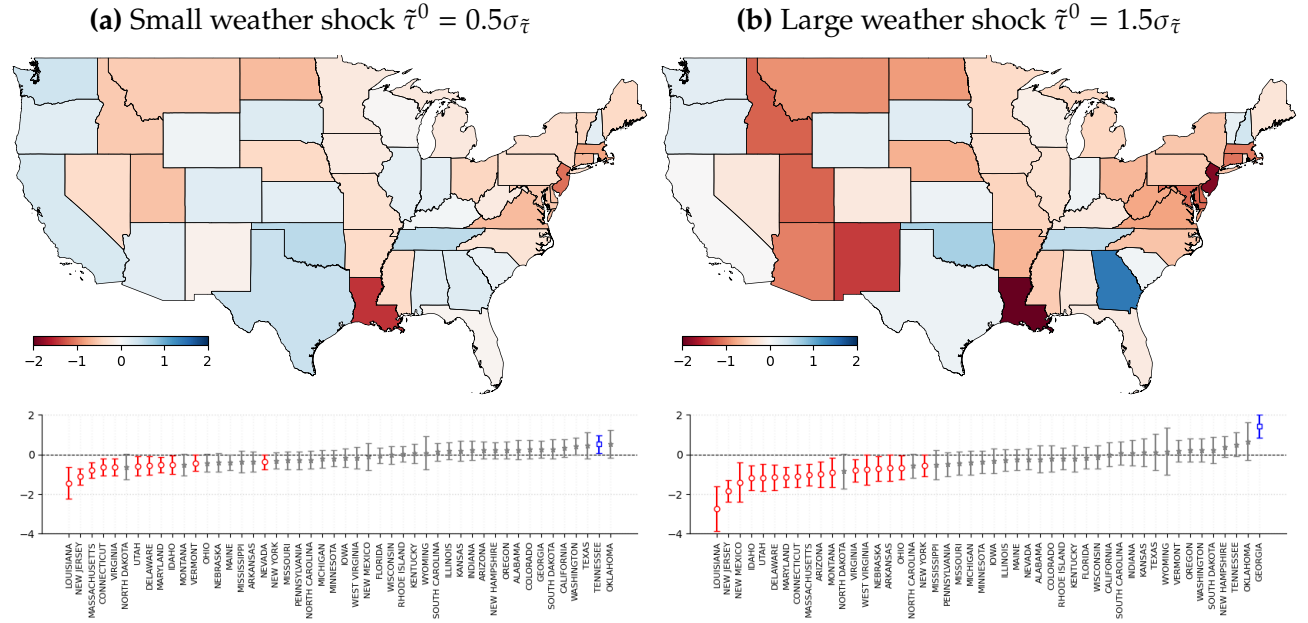 (a) Small weather shock τ̃⁰ = 0.5σ_τ̃
(b) Large weather shock τ̃⁰ = 1.5σ_τ̃
−2 −1 0 1 2
−2 −1 0 1 2
2
0
−2
−4
LOUISIANA
NEW JERSEY
MASSACHUSETTS
CONNECTICUT
VIRGINIA
NORTH DAKOTA
UTAH
DELAWARE
MARYLAND
IDAHO
MONTANA
VERMONT
OHIO
NEBRASKA
MAINE
MISSISSIPPI
ARKANSAS
NEVADA
NEW YORK
MISSOURI
PENNSYLVANIA
NORTH CAROLINA
MICHIGAN
MINNESOTA
IOWA
WEST VIRGINIA
NEW MEXICO
FLORIDA
WISCONSIN
RHODE ISLAND
KENTUCKY
WYOMING
SOUTH CAROLINA
ILLINOIS
KANSAS
INDIANA
ARIZONA
NEW HAMPSHIRE
OREGON
ALABAMA
COLORADO
GEORGIA
SOUTH DAKOTA
CALIFORNIA
WASHINGTON
TEXAS
TENNESSEE
OKLAHOMA
2
0
−2
−4
LOUISIANA
NEW JERSEY
NEW MEXICO
IDAHO
UTAH
DELAWARE
MARYLAND
CONNECTICUT
MASSACHUSETTS
ARIZONA
MONTANA
NORTH DAKOTA
VIRGINIA
WEST VIRGINIA
NEBRASKA
ARKANSAS
OHIO
NORTH CAROLINA
NEW YORK
MISSISSIPPI
PENNSYLVANIA
MISSOURI
MICHIGAN
MINNESOTA
IOWA
ILLINOIS
MAINE
NEVADA
ALABAMA
COLORADO
RHODE ISLAND
KENTUCKY
FLORIDA
WISCONSIN
CALIFORNIA
SOUTH CAROLINA
INDIANA
KANSAS
TEXAS
WYOMING
VERMONT
OREGON
WASHINGTON
SOUTH DAKOTA
NEW HAMPSHIRE
TENNESSEE
OKLAHOMA
GEORGIA